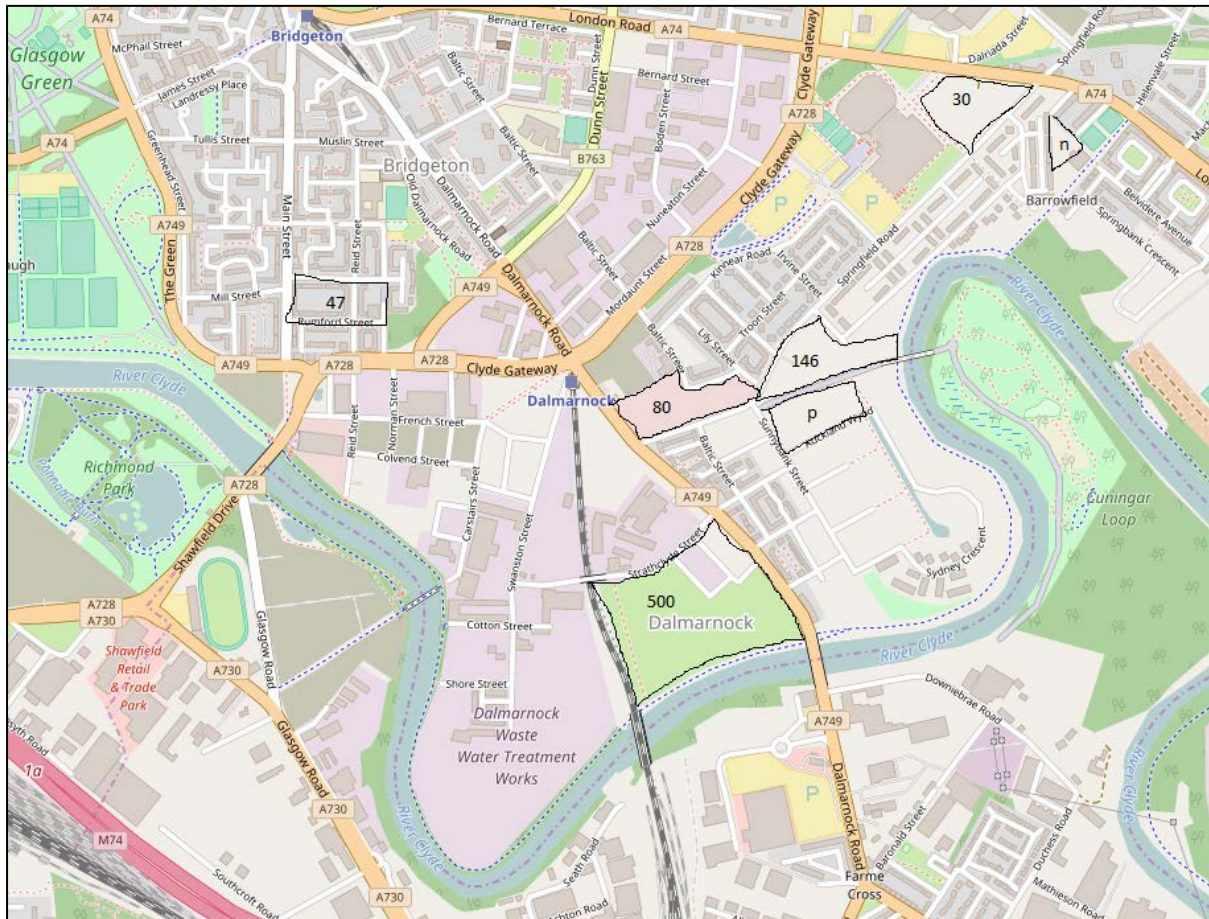 A74
London Road
A74
Bernard Terrace
Bridgeton
McPhail Street
Glasgow
Green
James Street
Landressy Place
Baltic Street
Dunn Street
Dunn Street
Bernard Street
Clyde Gateway
Dalriada Street
Springfield Road
Helenvale Street
30
A74
A728
n
Boden Street
Tullis Street
Muslin Street
Baltic Street
B763
A74
Greenhead Street
Bridgeton
Old Dalmarnock Road
Dalmarnock Road
Clyde Gateway
Nuneaton Street
P
P
Barrowfield
Belvidere Avenue
Springbank Crescent
A749
Main Street
Reid Street
A728
Baltic Street
Kinnear Road
Irvine Street
Springfield Road
The Green
Mill Street
47
Rumford Street
A749
Dalmarnock Road
Mordaunt Street
Troon Street
Lily Street
Baltic Street
River Clyde
146
A749
A728
A728
Clyde Gateway
River Clyde
Dalmarnock
80
p
Norman Street
French Street
Reid Street
Colvend Street
Baltic Street
Sunnybank Street
Richmond
Park
A728
Shawfield Drive
Carstairs Street
Swanston Street
A749
Cuningar
Loop
Strathclyde Street
Sydney Crescent
500
Dalmarnock
A728
A730
Glasgow Road
Cotton Street
River Clyde
Shawfield
Retail
& Trade
Park
A730
Shore Street
Downiebrae Road
Dalmarnock
Waste
Water Treatment
Works
A749
Glasgow Road
1a
P
Dalmarnock Road
River Clyde
River Clyde
A730
M74
Baronald Street
Duchess Road
Seath Road
Southcroft Road
Farme
Cross
Mathieson Road
A730